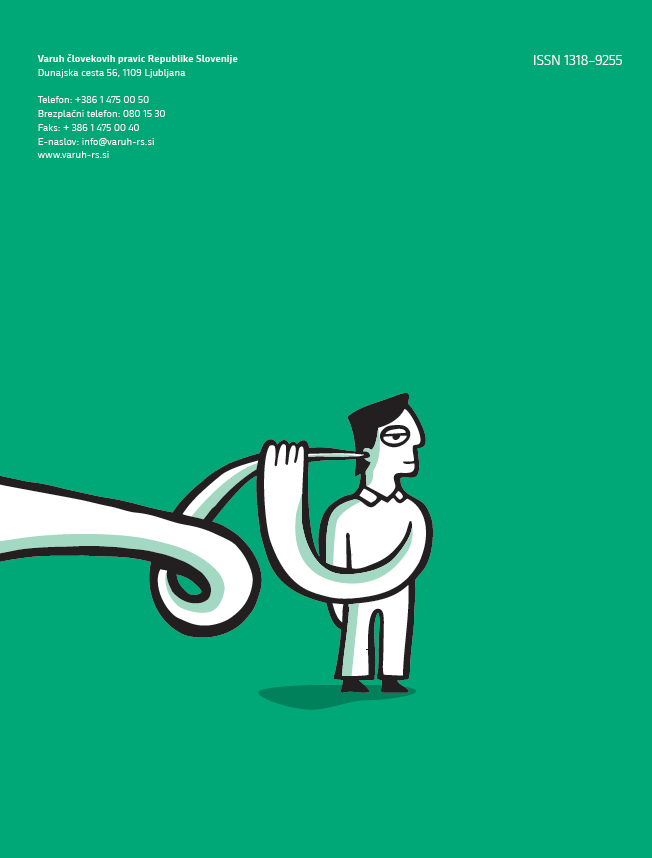 Varuh človekovih pravic Republike Slovenije
Dunajska cesta 56, 1109 Ljubljana
Telefon: +386 1 475 00 50
Brezplačni telefon: 080 15 30
Faks: + 386 1 475 00 40
E-naslov: info@varuh-rs.si
www.varuh-rs.si
ISSN 1318-9255